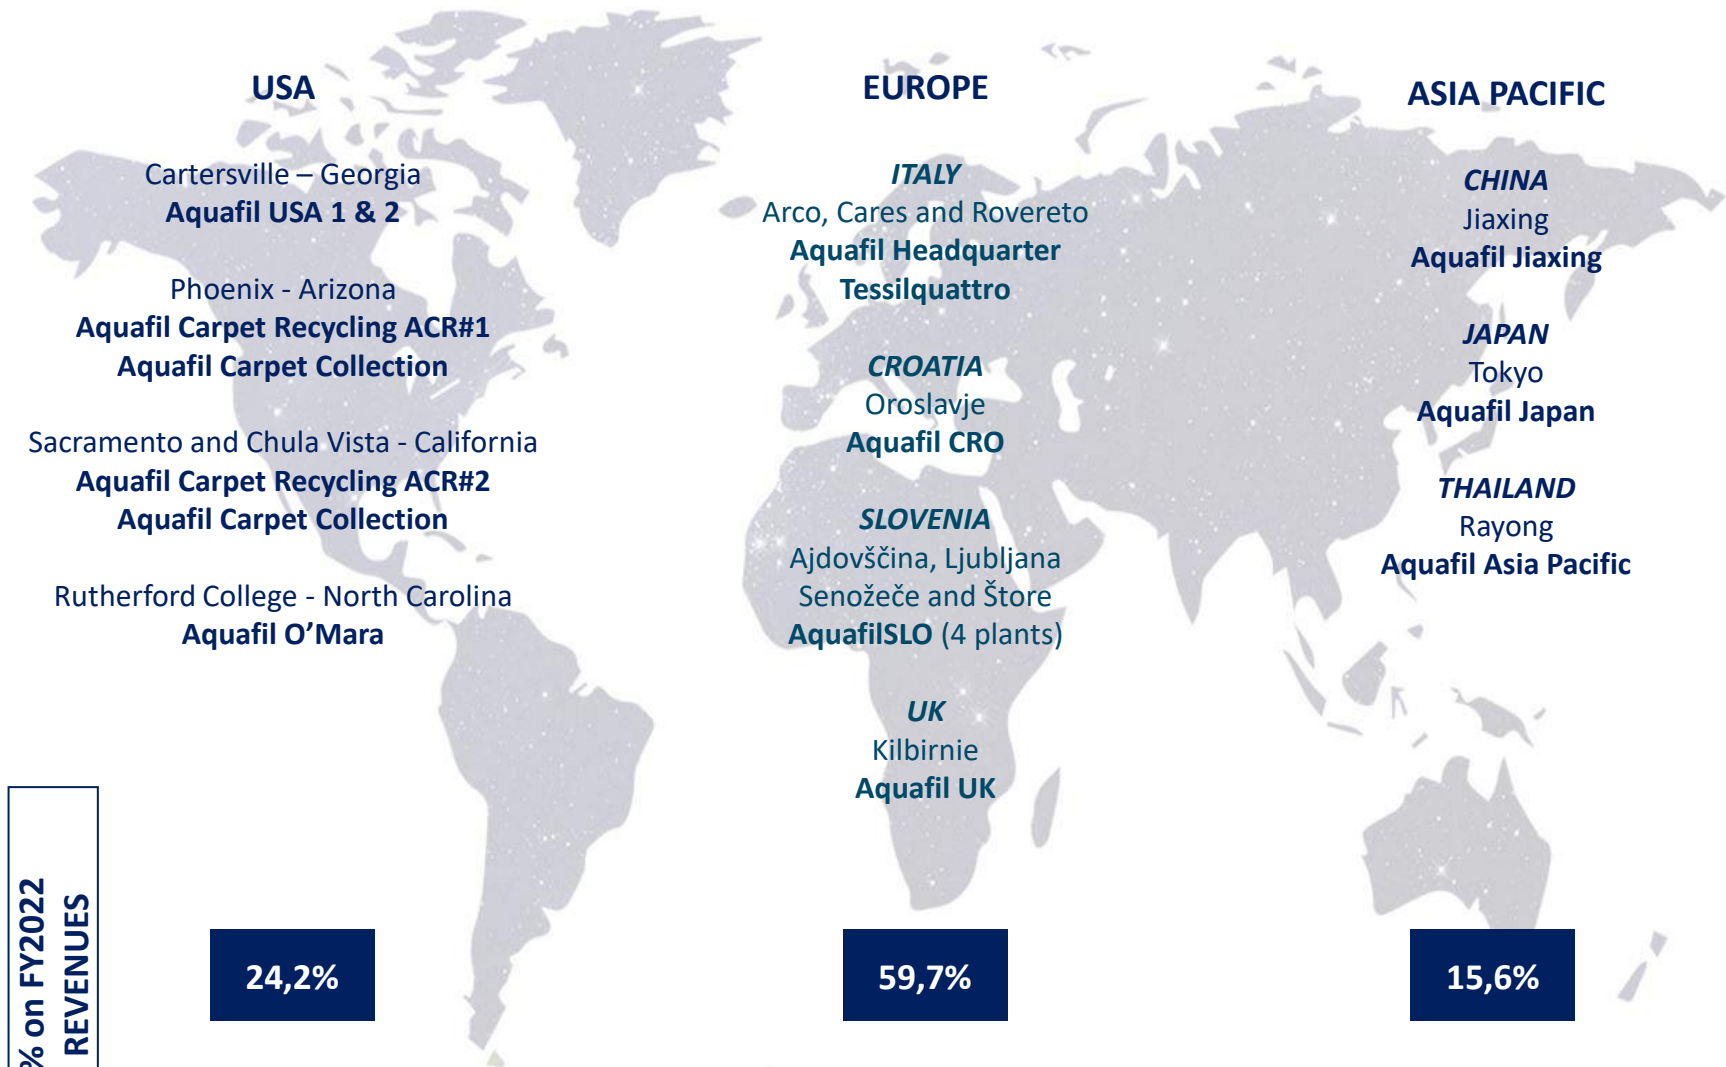 USA
Cartersville – Georgia
Aquafil USA 1 & 2
Phoenix - Arizona
Aquafil Carpet Recycling ACR#1
Aquafil Carpet Collection
Sacramento and Chula Vista - California
Aquafil Carpet Recycling ACR#2
Aquafil Carpet Collection
Rutherford College - North Carolina
Aquafil O’Mara
EUROPE
ITALY
Arco, Cares and Rovereto
Aquafil Headquarter
Tessilquattro
CROATIA
Oroslavje
Aquafil CRO
SLOVENIA
Ajdovščina, Ljubljana
Senožeče and Štore
AquafilSLO (4 plants)
UK
Kilbirnie
Aquafil UK
ASIA PACIFIC
CHINA
Jiaxing
Aquafil Jiaxing
JAPAN
Tokyo
Aquafil Japan
THAILAND
Rayong
Aquafil Asia Pacific
% on FY2022
REVENUES
24,2%
59,7%
15,6%